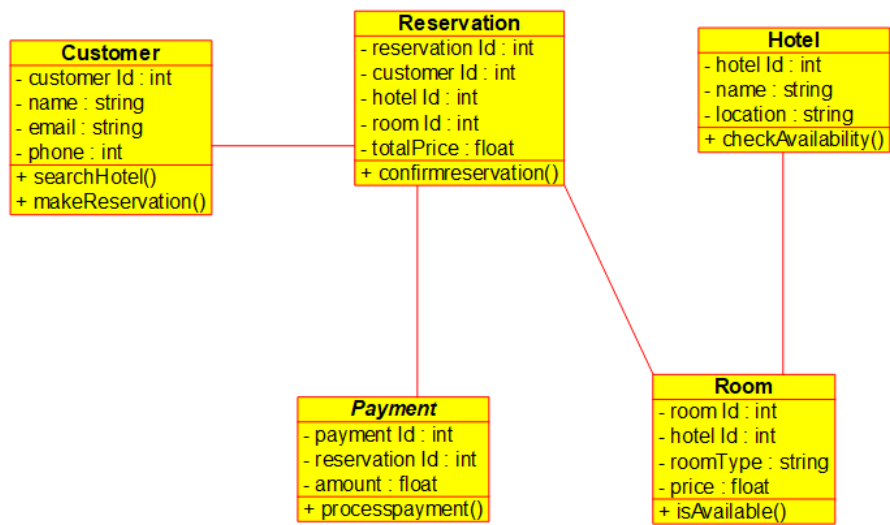 Customer
- customer Id : int
- name : string
- email : string
- phone : int
+ searchHotel()
+ makeReservation()
Reservation
- reservation Id : int
- customer Id : int
- hotel Id : int
- room Id : int
- totalPrice : float
+ confirmreservation()
Hotel
- hotel Id : int
- name : string
- location : string
+ checkAvailability()
Payment
- payment Id : int
- reservation Id : int
- amount : float
+ processpayment()
Room
- room Id : int
- hotel Id : int
- roomType : string
- price : float
+ isAvailable()